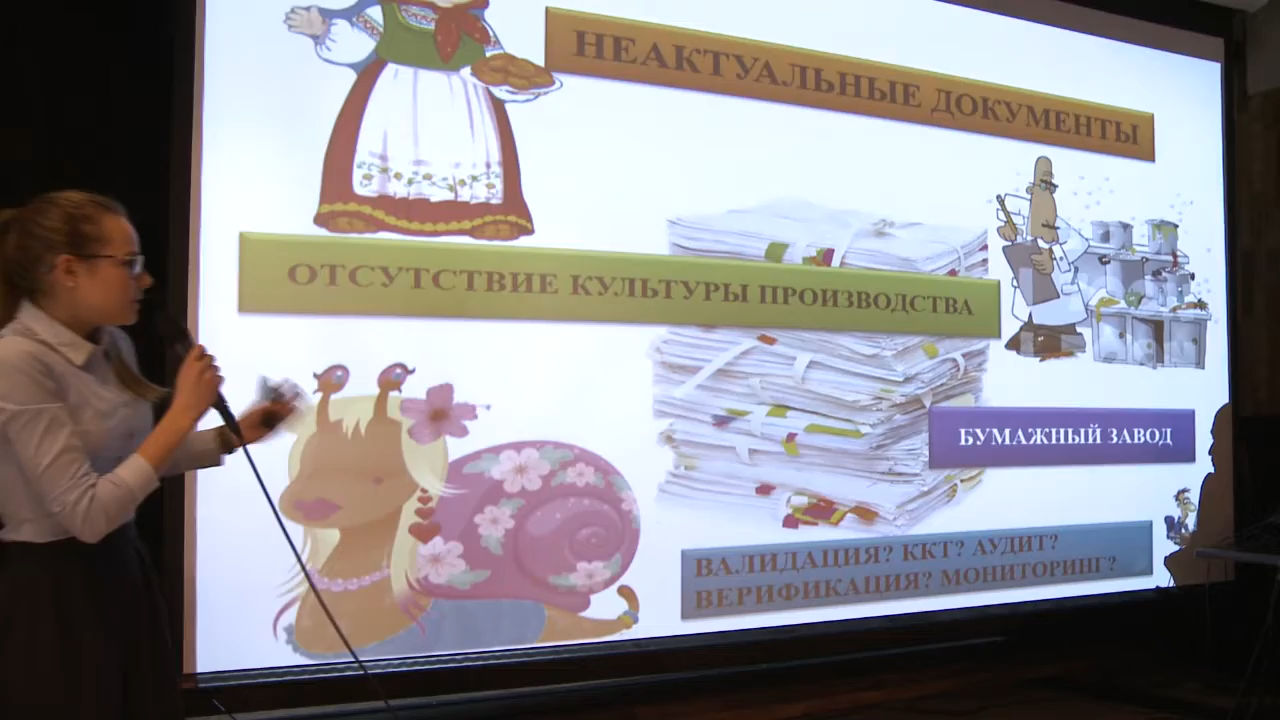 НЕАКТУАЛЬНЫЕ ДОКУМЕНТЫ
ОТСУТСТВИЕ КУЛЬТУРЫ ПРОИЗВОДСТВА
БУМАЖНЫЙ ЗАВОД
ВАЛИДАЦИЯ? ККТ? АУДИТ?
ВЕРИФИКАЦИЯ? МОНИТОРИНГ?